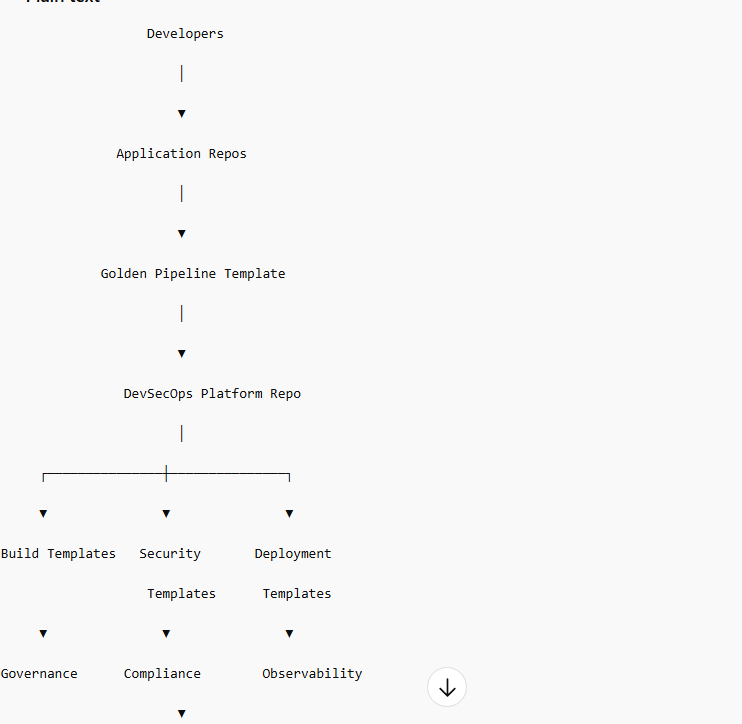 Plain text
Developers
│
▼
Application Repos
│
▼
Golden Pipeline Template
│
▼
DevSecOps Platform Repo
│
┌───────────────┼───────────────┐
▼ ▼ ▼
Build Templates Security Deployment
Templates Templates
▼ ▼ ▼
Governance Compliance Observability
▼